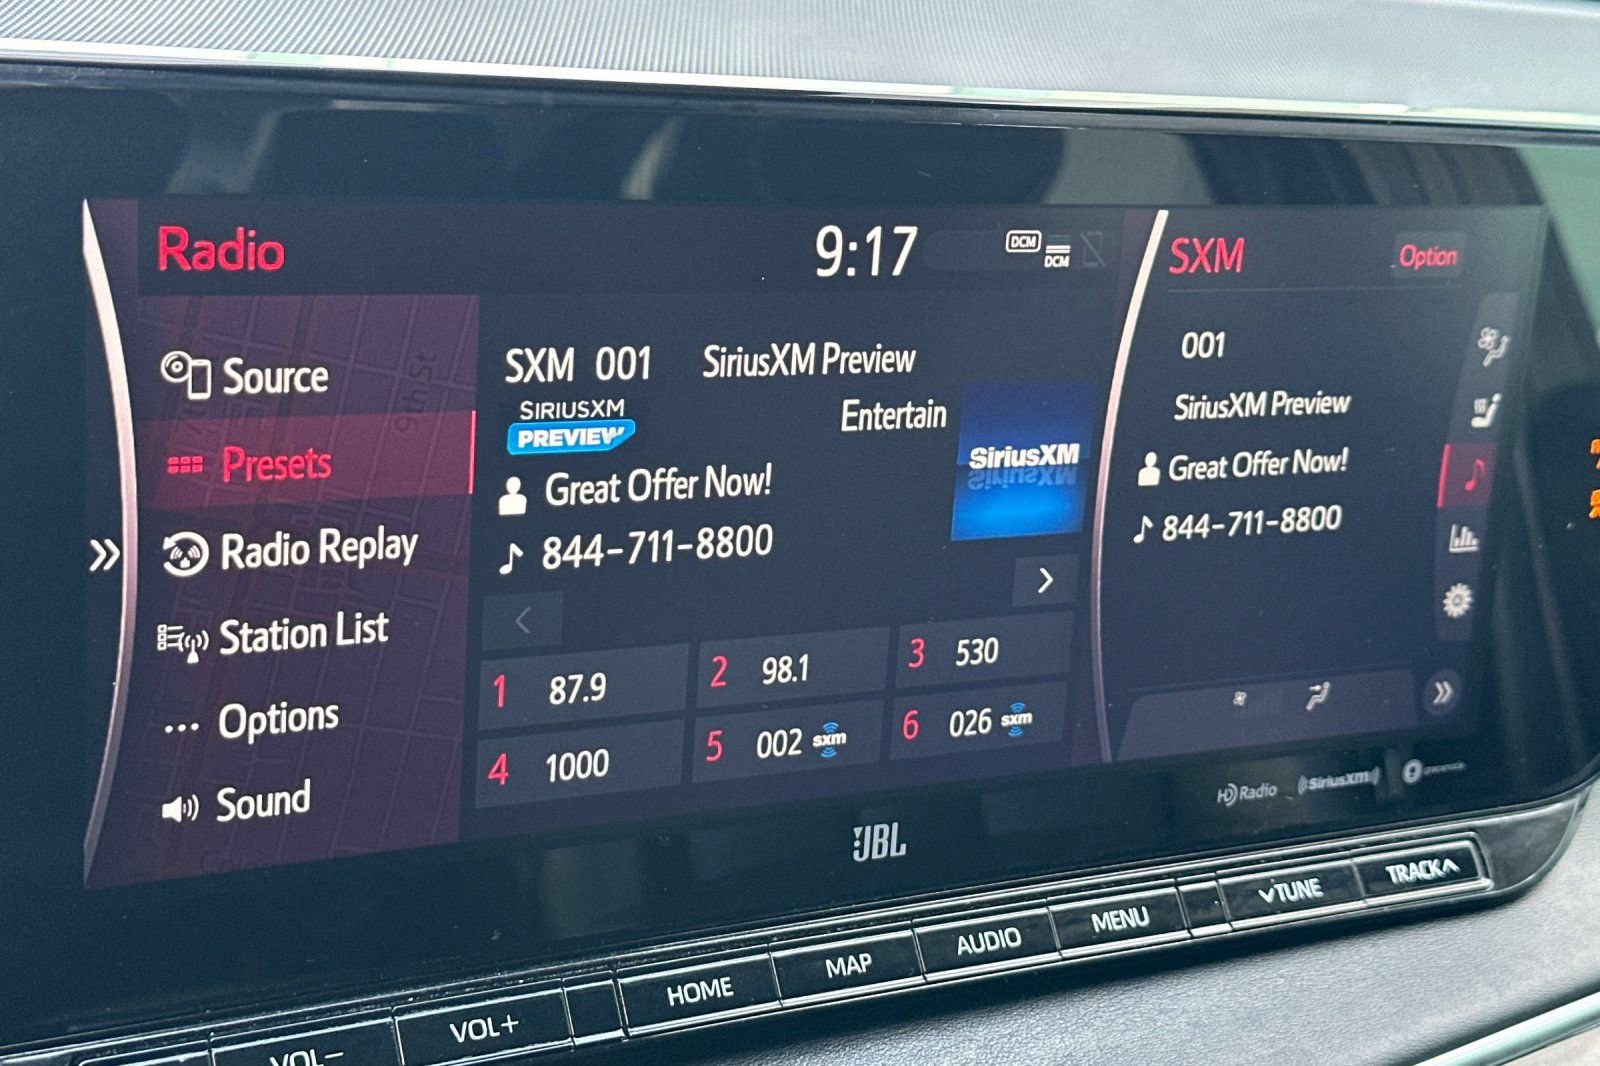 Radio
9:17
DCM
DCM
SXM
Option
Source
Presets
Radio Replay
Station List
Options
Sound
9th St
SXM 001 SiriusXM Preview
SIRIUSXM
PREVIEW
Entertain
SiriusXM
Great Offer Now!
844-711-8800
1 87.9
2 98.1
3 530
4 1000
5 002 sxm
6 026 sxm
001
SiriusXM Preview
Great Offer Now!
844-711-8800
HD Radio
SiriusXM
JBL
VOL-
VOL+
HOME
MAP
AUDIO
MENU
TUNE
TRACK